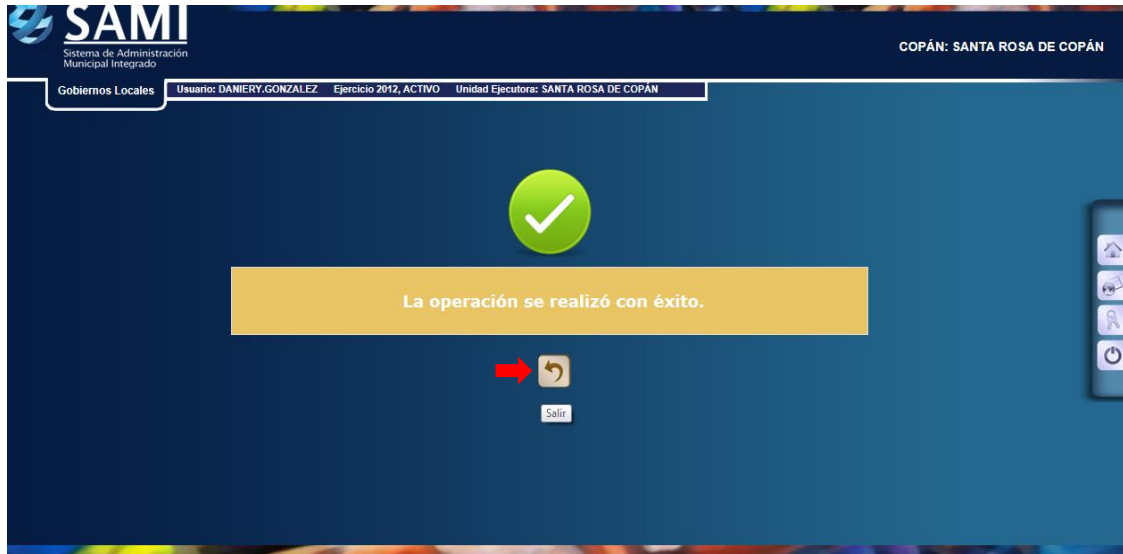 SAMI
Sistema de Administración
Municipal Integrado
COPÁN: SANTA ROSA DE COPÁN
Gobiernos Locales
Usuario: DANIERY.GONZALEZ Ejercicio 2012, ACTIVO Unidad Ejecutora: SANTA ROSA DE COPÁN
La operación se realizó con éxito.
Salir